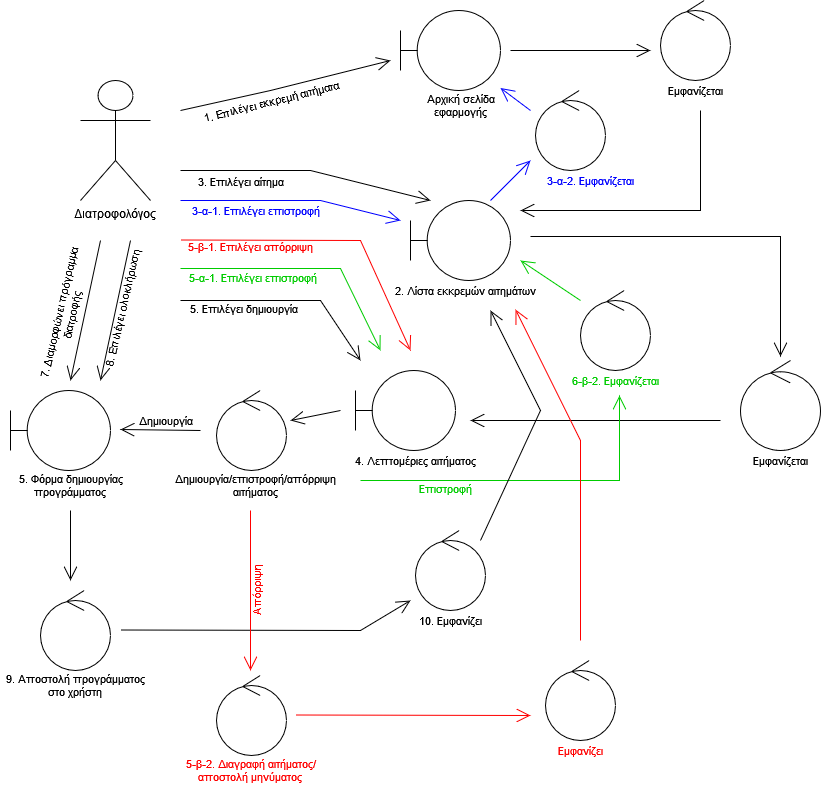 Αρχική σελίδα
εφαρμογής
Εμφανίζεται
1. Επιλέγει εκκρεμή αιτήματα
Διατροφολόγος
3. Επιλέγει αίτημα
3-α-2. Εμφανίζεται
3-α-1. Επιλέγει επιστροφή
5-β-1. Επιλέγει απόρριψη
5-α-1. Επιλέγει επιστροφή
2. Λίστα εκκρεμών αιτημάτων
5. Επιλέγει δημιουργία
7. Διαμορφώνει πρόγραμμα
διατροφής
8. Επιλέγει ολοκλήρωση
6-β-2. Εμφανίζεται
Δημιουργία
4. Λεπτομέριες αιτήματος
Εμφανίζεται
5. Φόρμα δημιουργίας
προγράμματος
Δημιουργία/επιστροφή/απόρριψη
αιτήματος
Επιστροφή
Απόρριψη
10. Εμφανίζει
9. Αποστολή προγράμματος
στο χρήστη
5-β-2. Διαγραφή αιτήματος/
αποστολή μηνύματος
Εμφανίζει